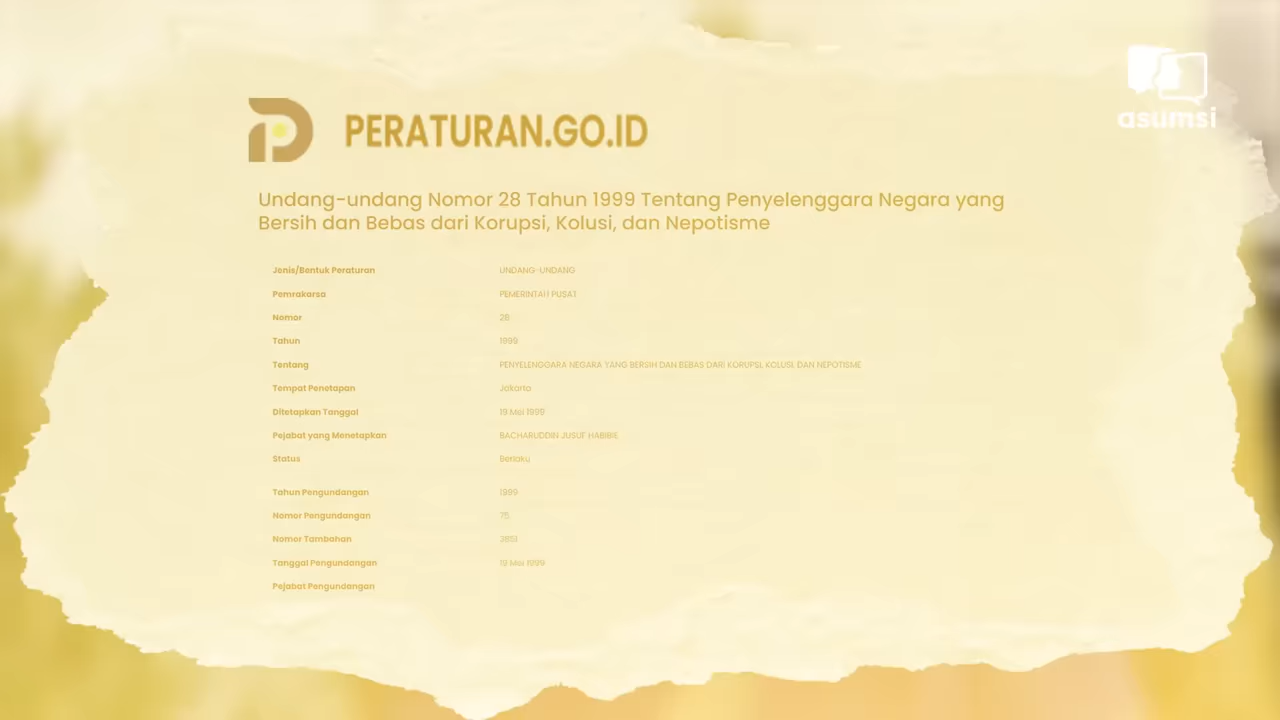 asumsi
PERATURAN.GO.ID
Undang-undang Nomor 28 Tahun 1999 Tentang Penyelenggara Negara yang
Bersih dan Bebas dari Korupsi, Kolusi, dan Nepotisme
Jenis/Bentuk Peraturan UNDANG-UNDANG
Pemrakarsa PEMERINTAH PUSAT
Nomor 28
Tahun 1999
Tentang PENYELENGGARA NEGARA YANG BERSIH DAN BEBAS DARI KORUPSI, KOLUSI, DAN NEPOTISME
Tempat Penetapan Jakarta
Ditetapkan Tanggal 19 Mei 1999
Pejabat yang Menetapkan BACHARUDDIN JUSUF HABIBIE
Status Berlaku
Tahun Pengundangan 1999
Nomor Pengundangan 75
Nomor Tambahan 3851
Tanggal Pengundangan 19 Mei 1999
Pejabat Pengundangan